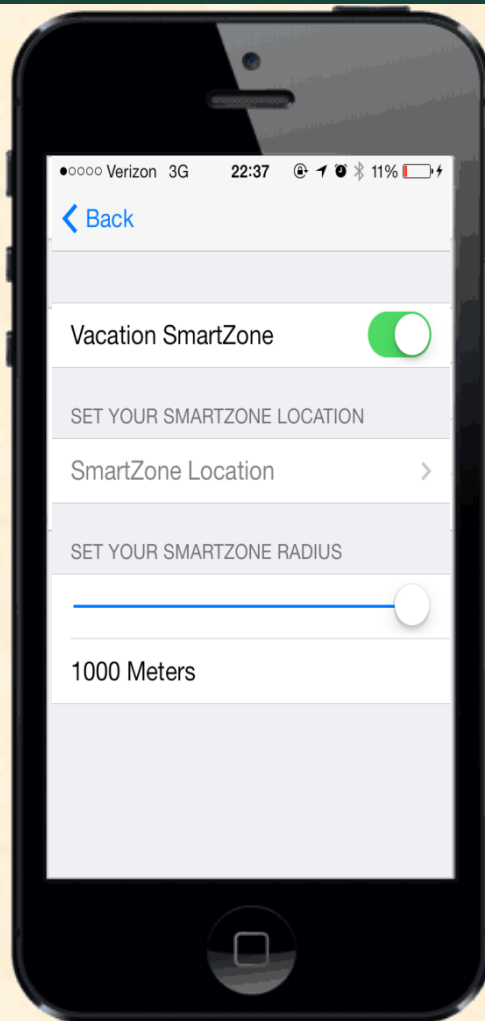 Verizon 3G 22:37 11%
Back
Vacation SmartZone
SET YOUR SMARTZONE LOCATION
SmartZone Location
SET YOUR SMARTZONE RADIUS
1000 Meters